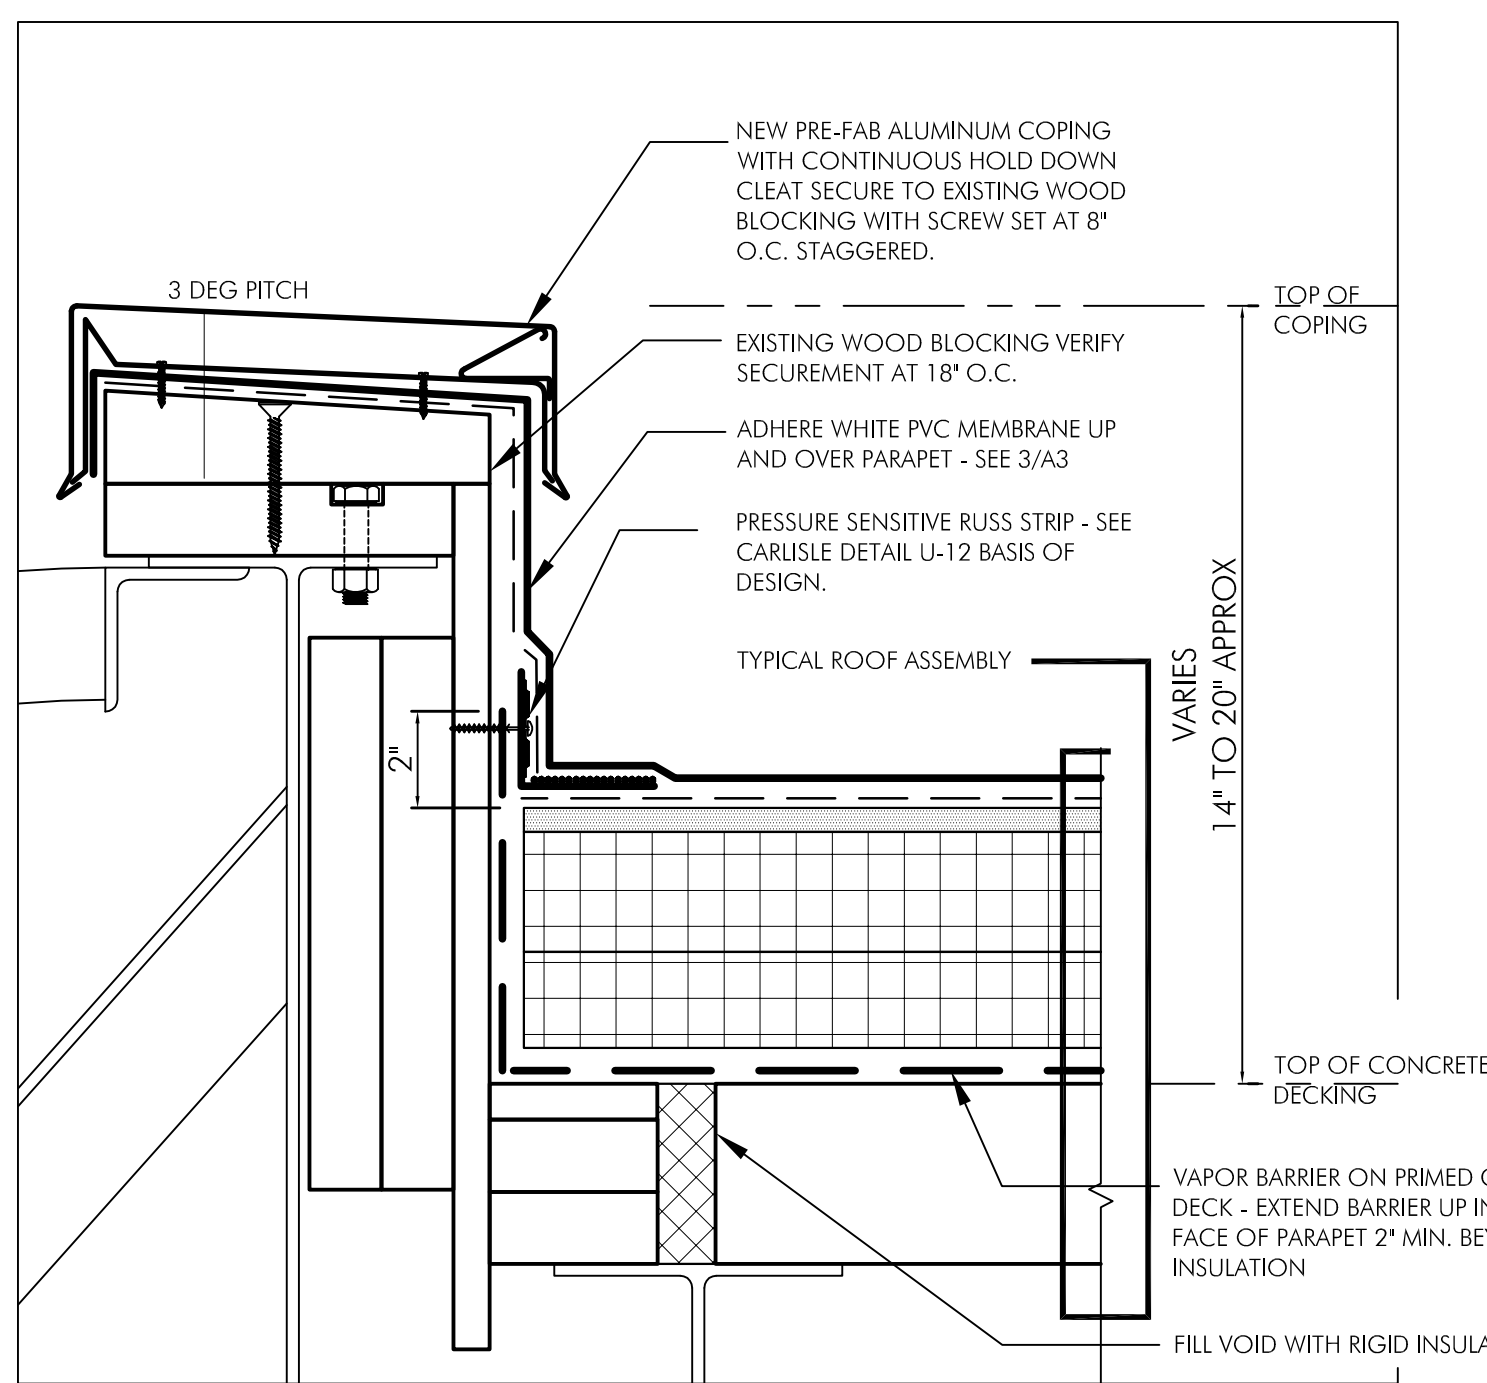 NEW PRE-FAB ALUMINUM COPING
WITH CONTINUOUS HOLD DOWN
CLEAT SECURE TO EXISTING WOOD
BLOCKING WITH SCREW SET AT 8"
O.C. STAGGERED.
3 DEG PITCH
TOP OF
COPING
EXISTING WOOD BLOCKING VERIFY
SECUREMENT AT 18" O.C.
ADHERE WHITE PVC MEMBRANE UP
AND OVER PARAPET - SEE 3/A3
PRESSURE SENSITIVE RUSS STRIP - SEE
CARLISLE DETAIL U-12 BASIS OF
DESIGN.
TYPICAL ROOF ASSEMBLY
VARIES
14" TO 20" APPROX
2"
TOP OF CONCRETE
DECKING
VAPOR BARRIER ON PRIMED
DECK - EXTEND BARRIER UP
FACE OF PARAPET 2" MIN.
INSULATION
FILL VOID WITH RIGID